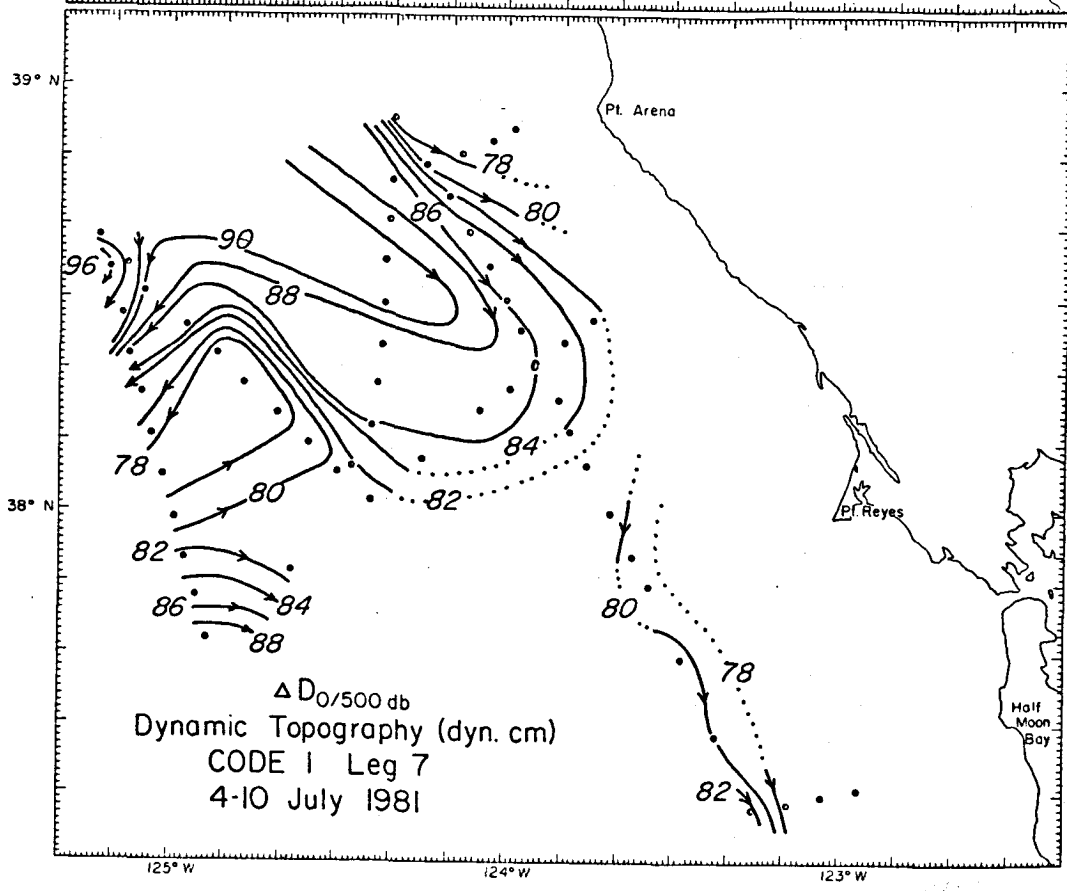 39° N
Pt. Arena
78
86
80
90
96
88
84
78
82
80
38° N
Pt. Reyes
82
86
84
80
88
78
Δ D0/500 db
Dynamic Topography (dyn. cm)
CODE 1 Leg 7
4-10 July 1981
Half
Moon
Bay
82
125° W
124° W
123° W